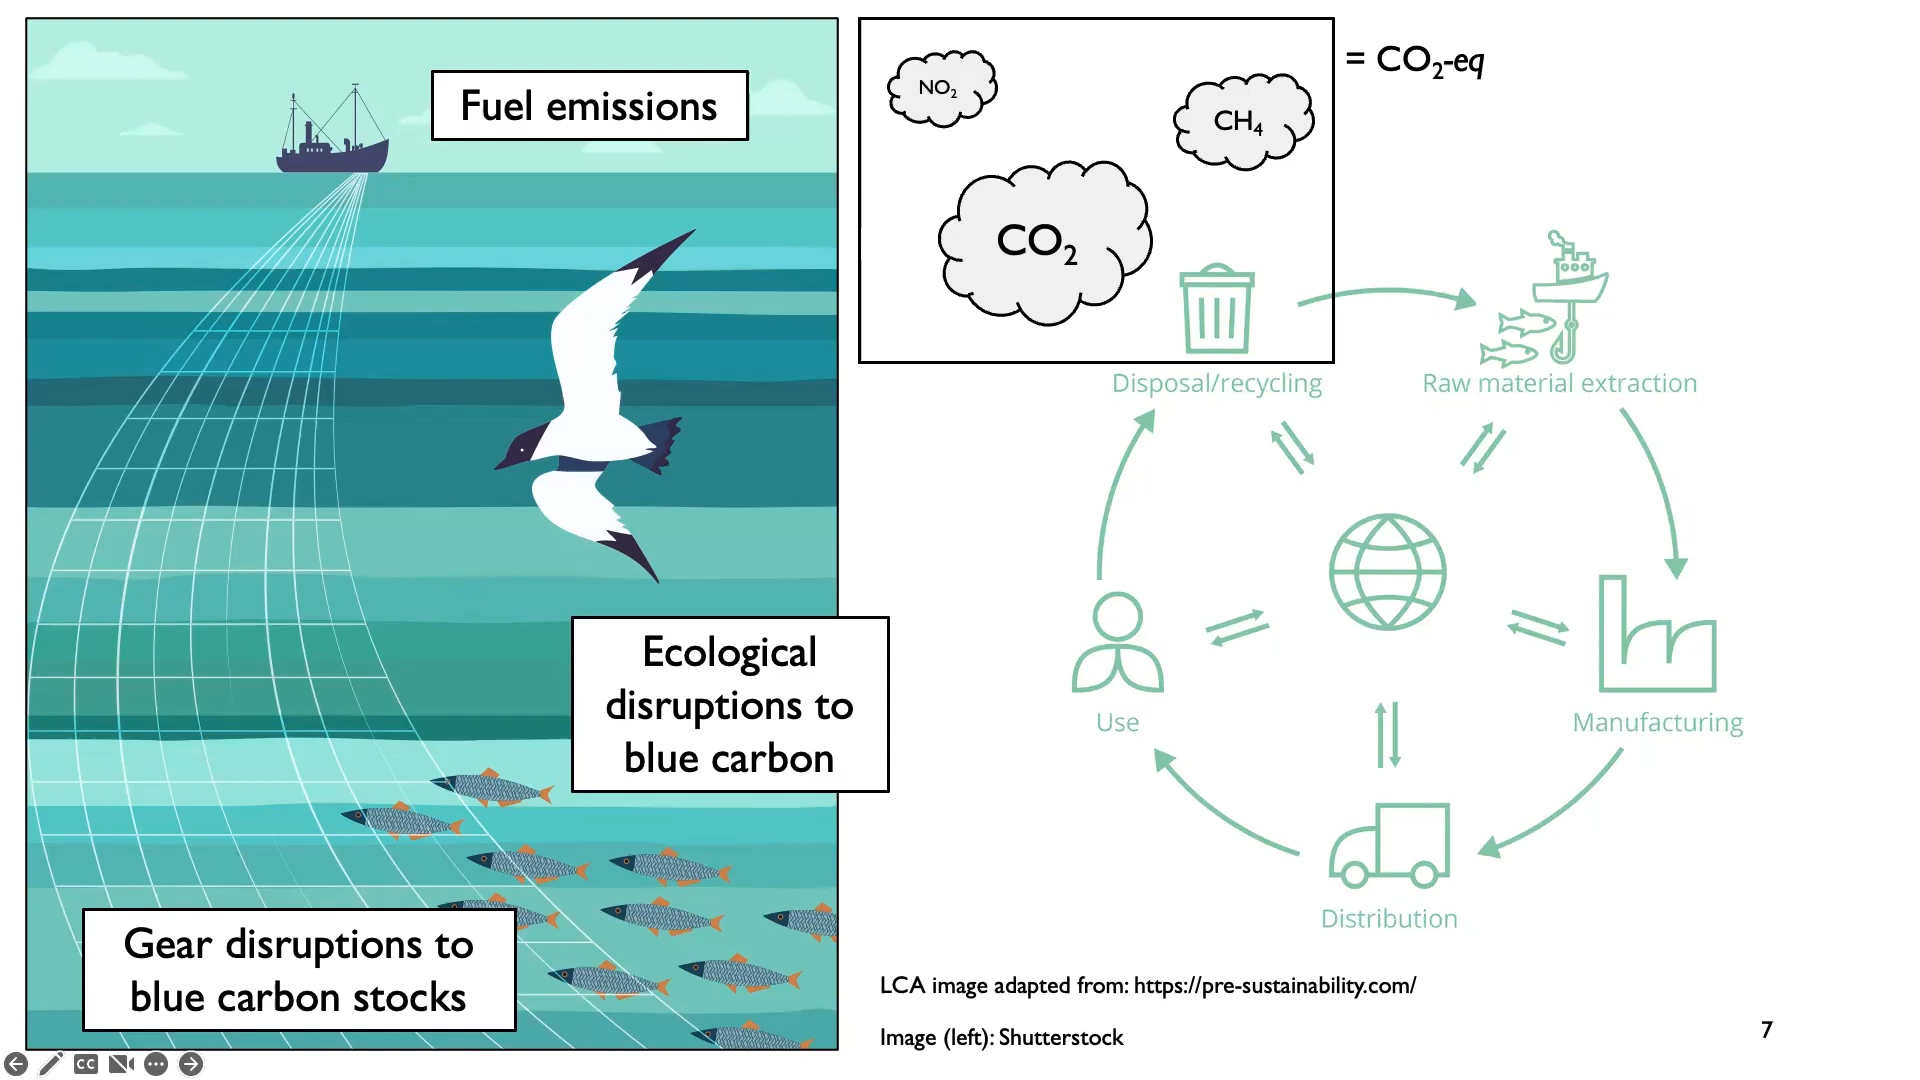 Fuel emissions
Ecological
disruptions to
blue carbon
Gear disruptions to
blue carbon stocks
NO₂
CH₄
CO₂
= CO₂-eq
Disposal/recycling
Raw material extraction
Use
Manufacturing
Distribution
LCA image adapted from: https://pre-sustainability.com/
Image (left): Shutterstock
7
CC